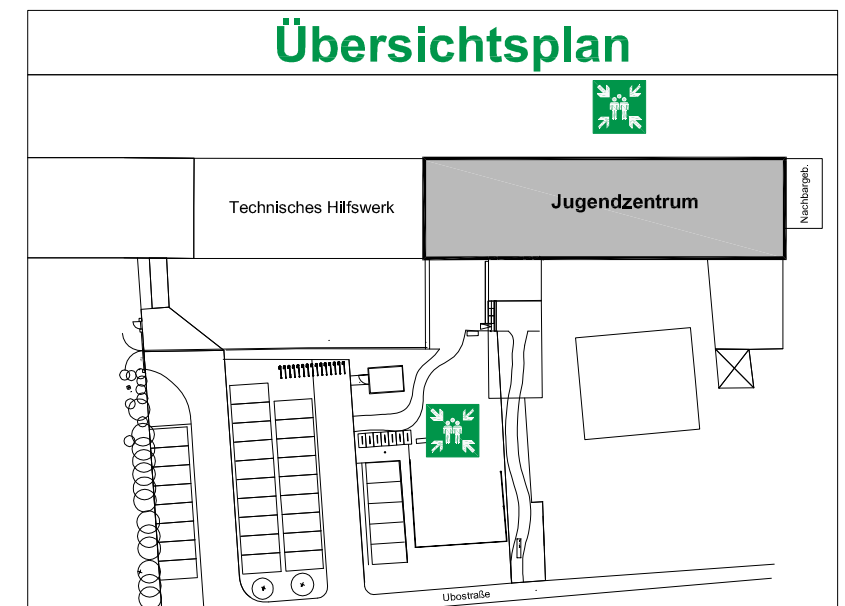 Übersichtsplan
Technisches Hilfswerk
Jugendzentrum
Nachbargeb.
Ubostraße